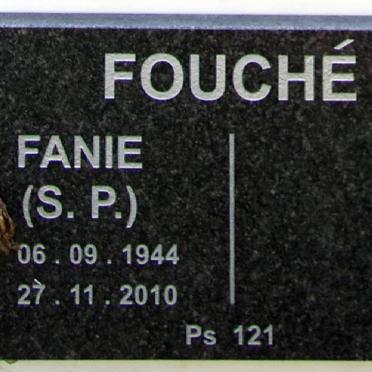 FOUCHÉ
FANIE
(S. P.)
06 . 09 . 1944
27 . 11 . 2010
Ps 121